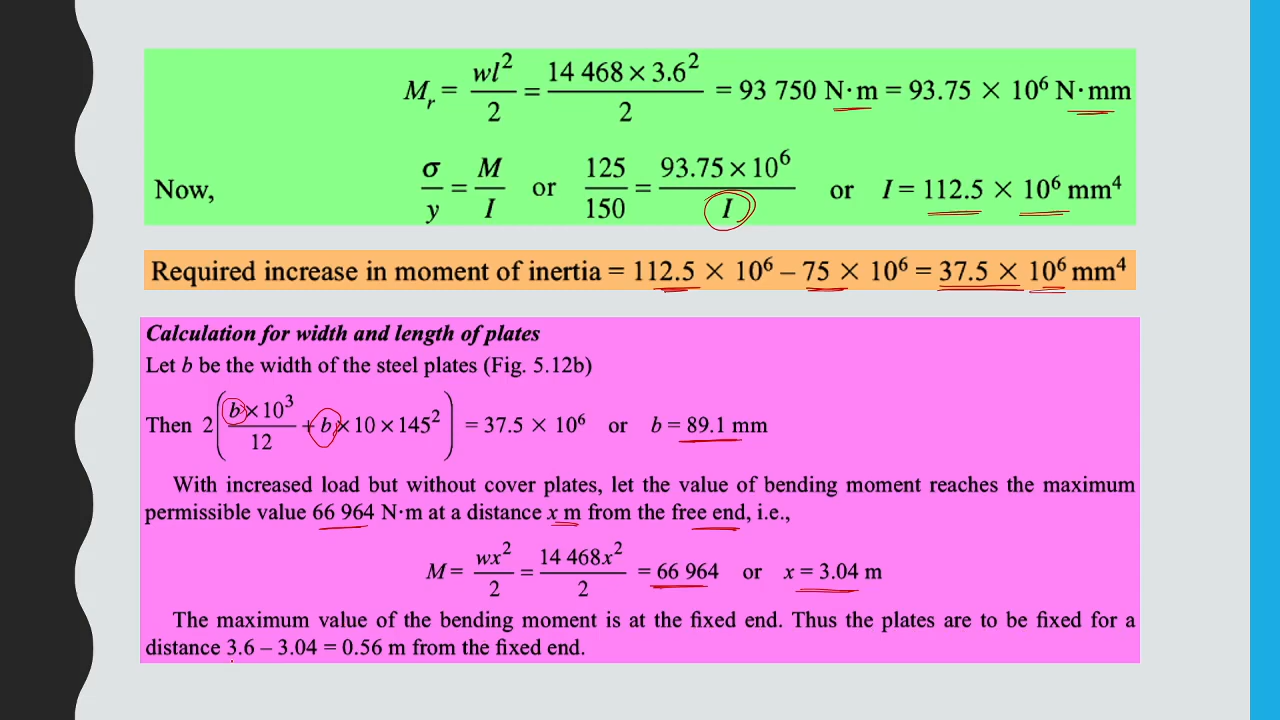 M_r = wl²/2 = 14 468 × 3.6²/2 = 93 750 N·m = 93.75 × 10⁶ N·mm
Now, σ/y = M/I or 125/150 = 93.75 × 10⁶/I or I = 112.5 × 10⁶ mm⁴
Required increase in moment of inertia = 112.5 × 10⁶ – 75 × 10⁶ = 37.5 × 10⁶ mm⁴
Calculation for width and length of plates
Let b be the width of the steel plates (Fig. 5.12b)
Then 2(b × 10³/12 + b × 10 × 145²) = 37.5 × 10⁶ or b = 89.1 mm
With increased load but without cover plates, let the value of bending moment reaches the maximum
permissible value 66 964 N·m at a distance x m from the free end, i.e.,
M = wx²/2 = 14 468x²/2 = 66 964 or x = 3.04 m
The maximum value of the bending moment is at the fixed end. Thus the plates are to be fixed for a
distance 3.6 – 3.04 = 0.56 m from the fixed end.